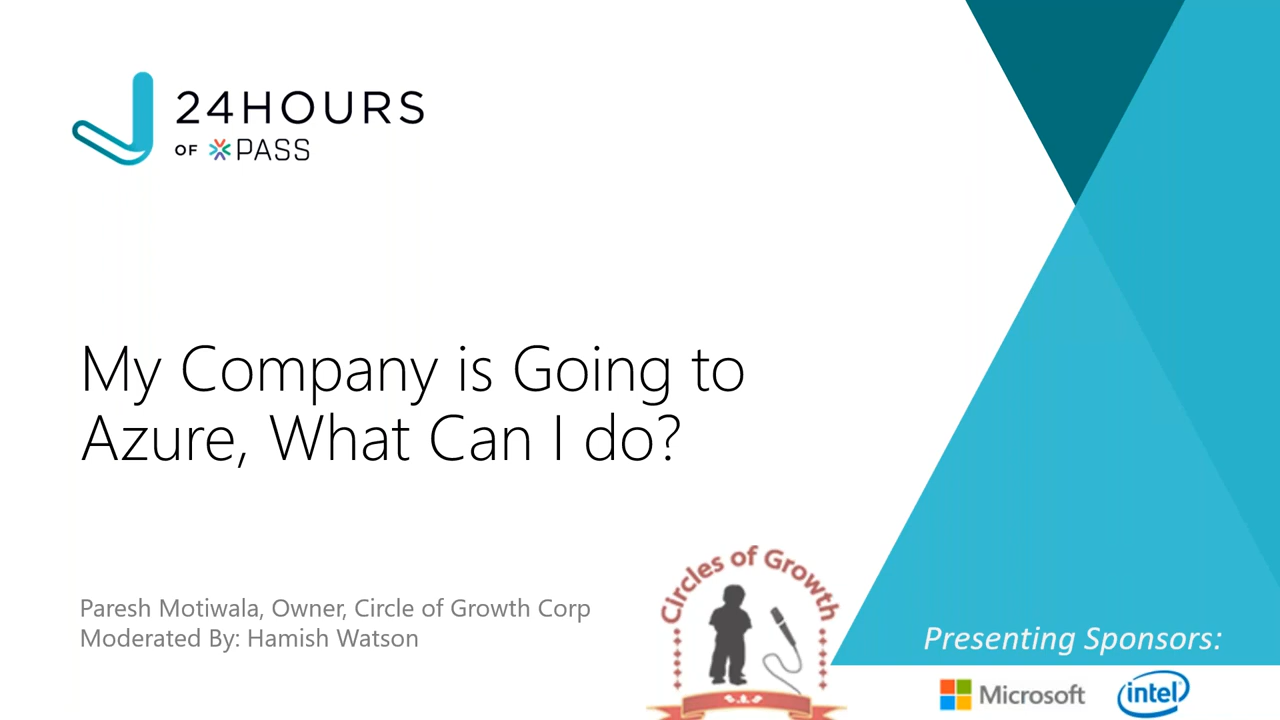 24HOURS
OF PASS
My Company is Going to
Azure, What Can I do?
Paresh Motiwala, Owner, Circle of Growth Corp
Moderated By: Hamish Watson
Circles of Growth
Presenting Sponsors:
Microsoft
intel